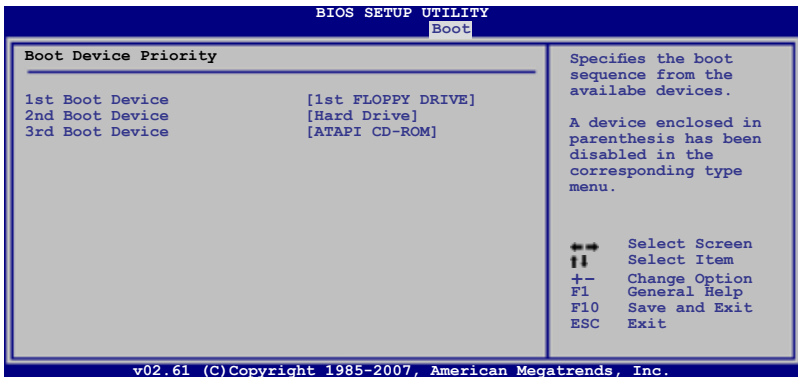 BIOS SETUP UTILITY
Boot
Boot Device Priority
1st Boot Device [1st FLOPPY DRIVE]
2nd Boot Device [Hard Drive]
3rd Boot Device [ATAPI CD-ROM]
Specifies the boot
sequence from the
availabe devices.
A device enclosed in
parenthesis has been
disabled in the
corresponding type
menu.
←→ Select Screen
↑↓ Select Item
+- Change Option
F1 General Help
F10 Save and Exit
ESC Exit
v02.61 (C)Copyright 1985-2007, American Megatrends, Inc.